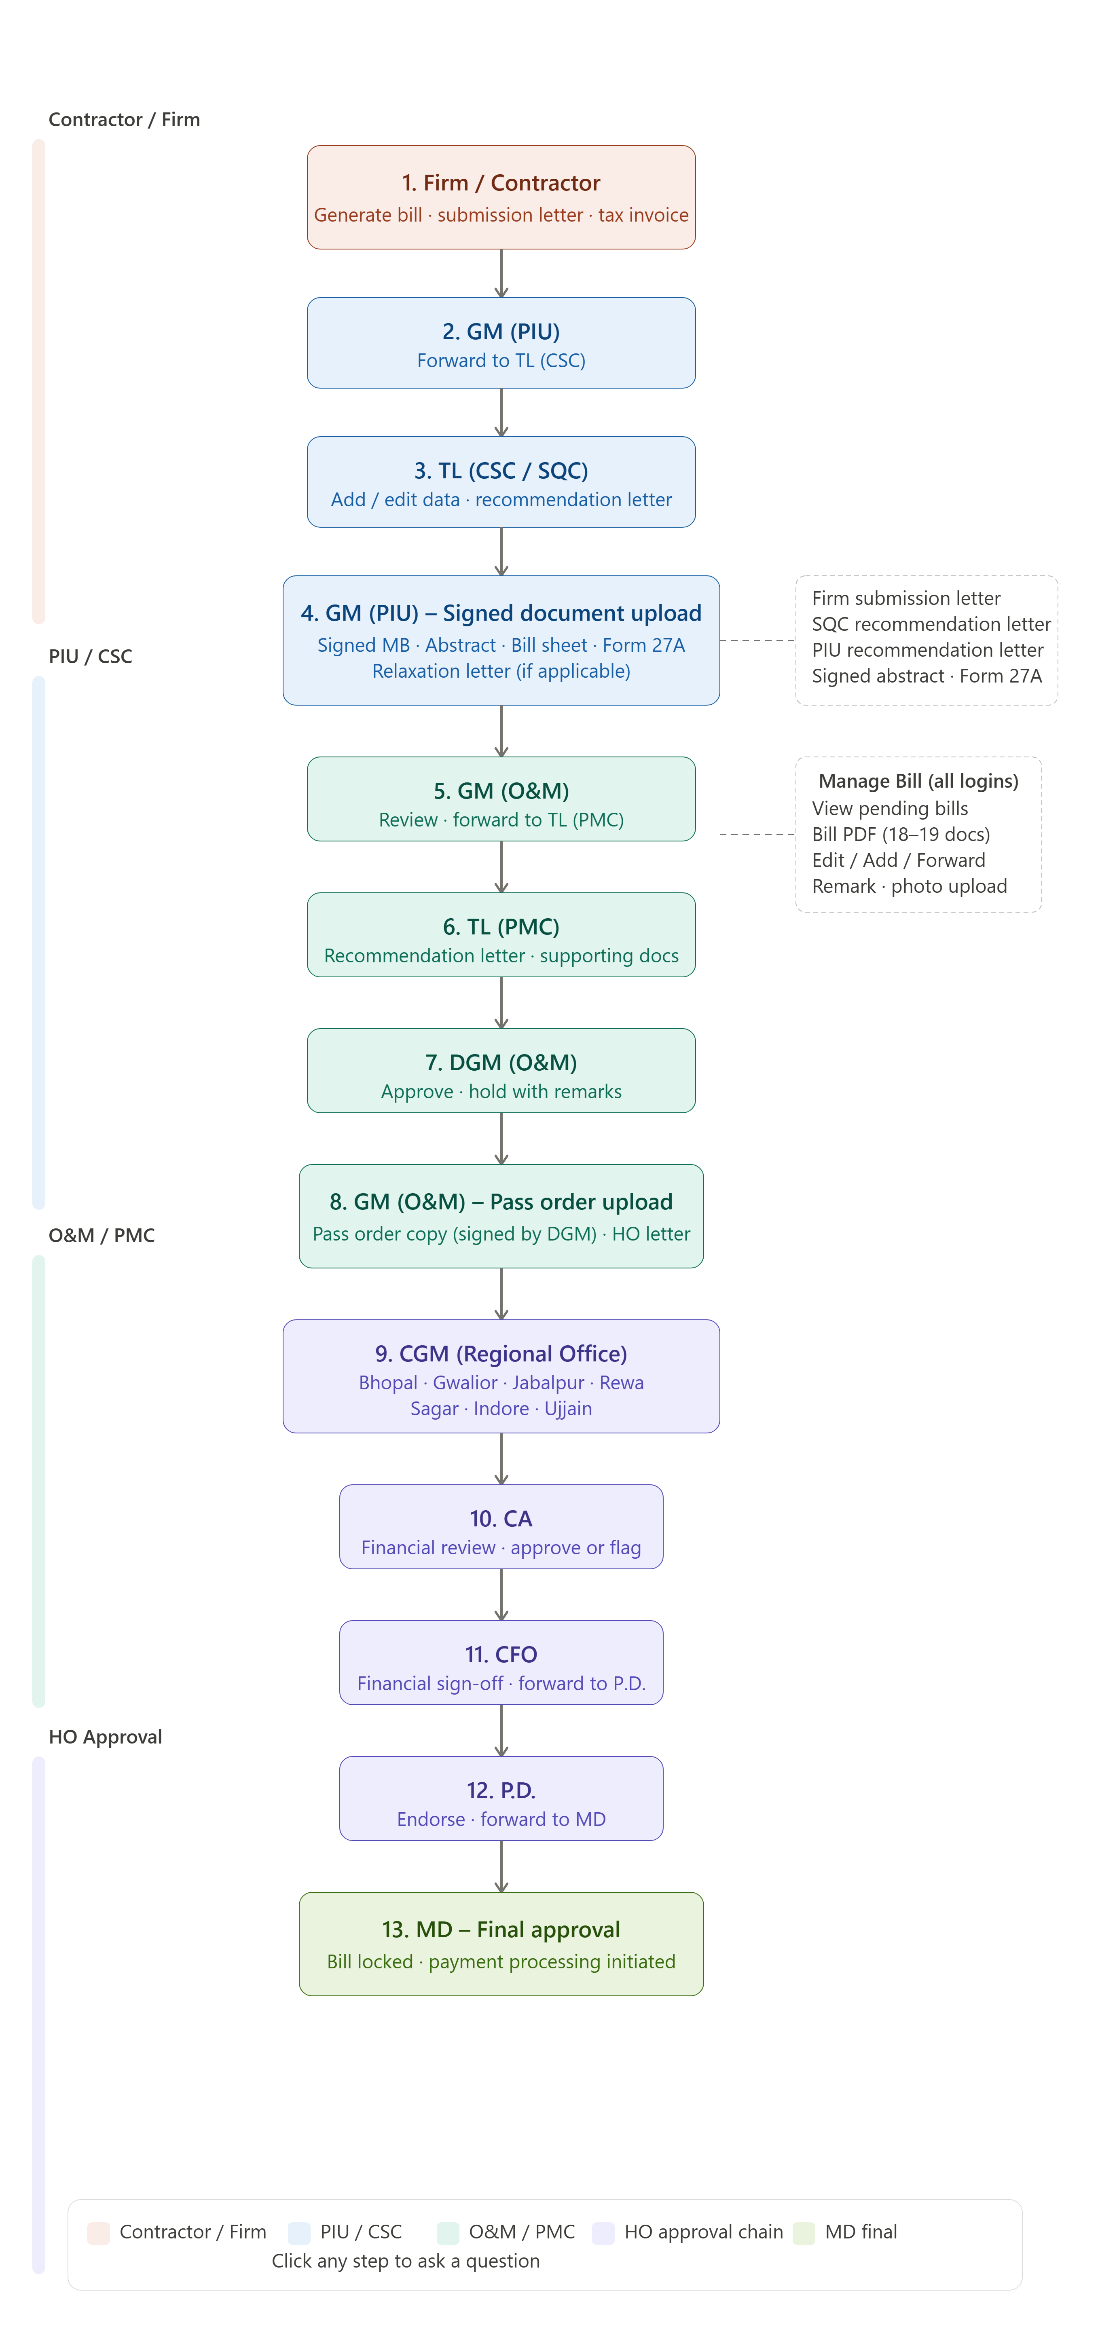 Contractor / Firm
1. Firm / Contractor
Generate bill · submission letter · tax invoice
2. GM (PIU)
Forward to TL (CSC)
3. TL (CSC / SQC)
Add / edit data · recommendation letter
4. GM (PIU) – Signed document upload
Signed MB · Abstract · Bill sheet · Form 27A
Relaxation letter (if applicable)
Firm submission letter
SQC recommendation letter
PIU recommendation letter
Signed abstract · Form 27A
PIU / CSC
5. GM (O&M)
Review · forward to TL (PMC)
Manage Bill (all logins)
View pending bills
Bill PDF (18–19 docs)
Edit / Add / Forward
Remark · photo upload
6. TL (PMC)
Recommendation letter · supporting docs
7. DGM (O&M)
Approve · hold with remarks
8. GM (O&M) – Pass order upload
Pass order copy (signed by DGM) · HO letter
O&M / PMC
9. CGM (Regional Office)
Bhopal · Gwalior · Jabalpur · Rewa
Sagar · Indore · Ujjain
10. CA
Financial review · approve or flag
11. CFO
Financial sign-off · forward to P.D.
HO Approval
12. P.D.
Endorse · forward to MD
13. MD – Final approval
Bill locked · payment processing initiated
Contractor / Firm
PIU / CSC
O&M / PMC
HO approval chain
MD final
Click any step to ask a question